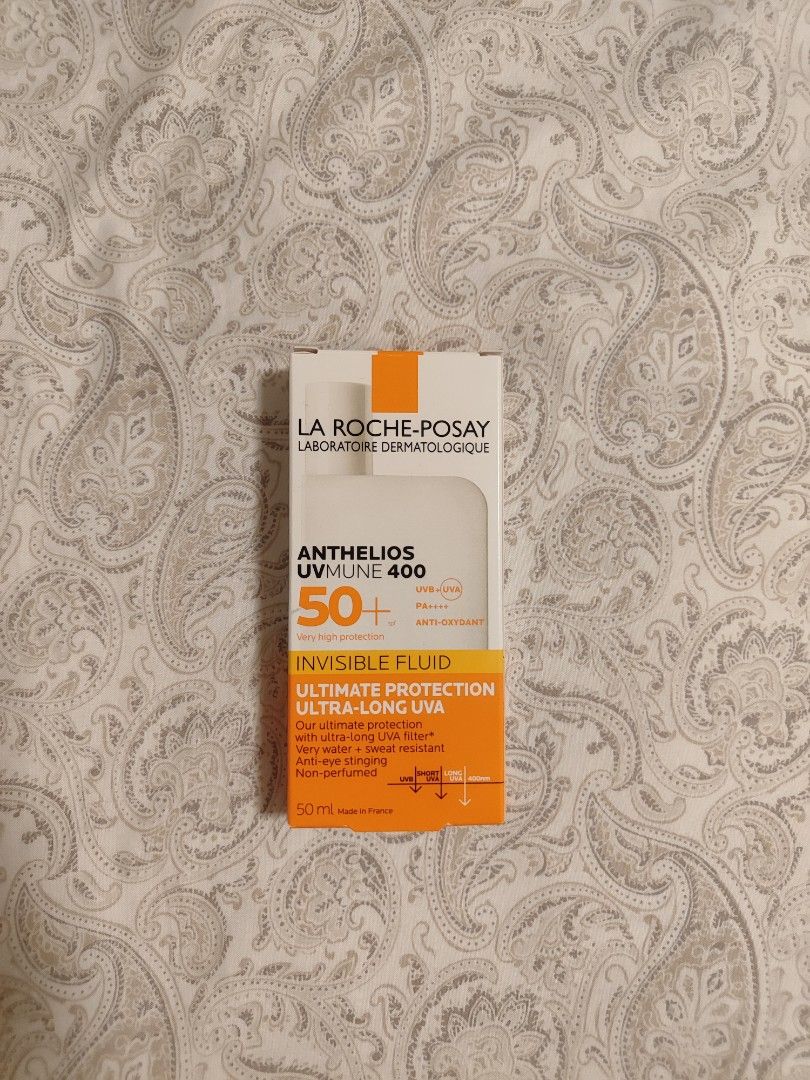 LA ROCHE-POSAY
LABORATOIRE DERMATOLOGIQUE
ANTHELIOS
UVMUNE 400
50+ SPF
Very high protection
UVB+UVA
PA++++
ANTI-OXYDANT
INVISIBLE FLUID
ULTIMATE PROTECTION
ULTRA-LONG UVA
Our ultimate protection
with ultra-long UVA filter*
Very water + sweat resistant
Anti-eye stinging
Non-perfumed
UVB
SHORT
UVA
LONG
UVA
400nm
50 ml Made in France